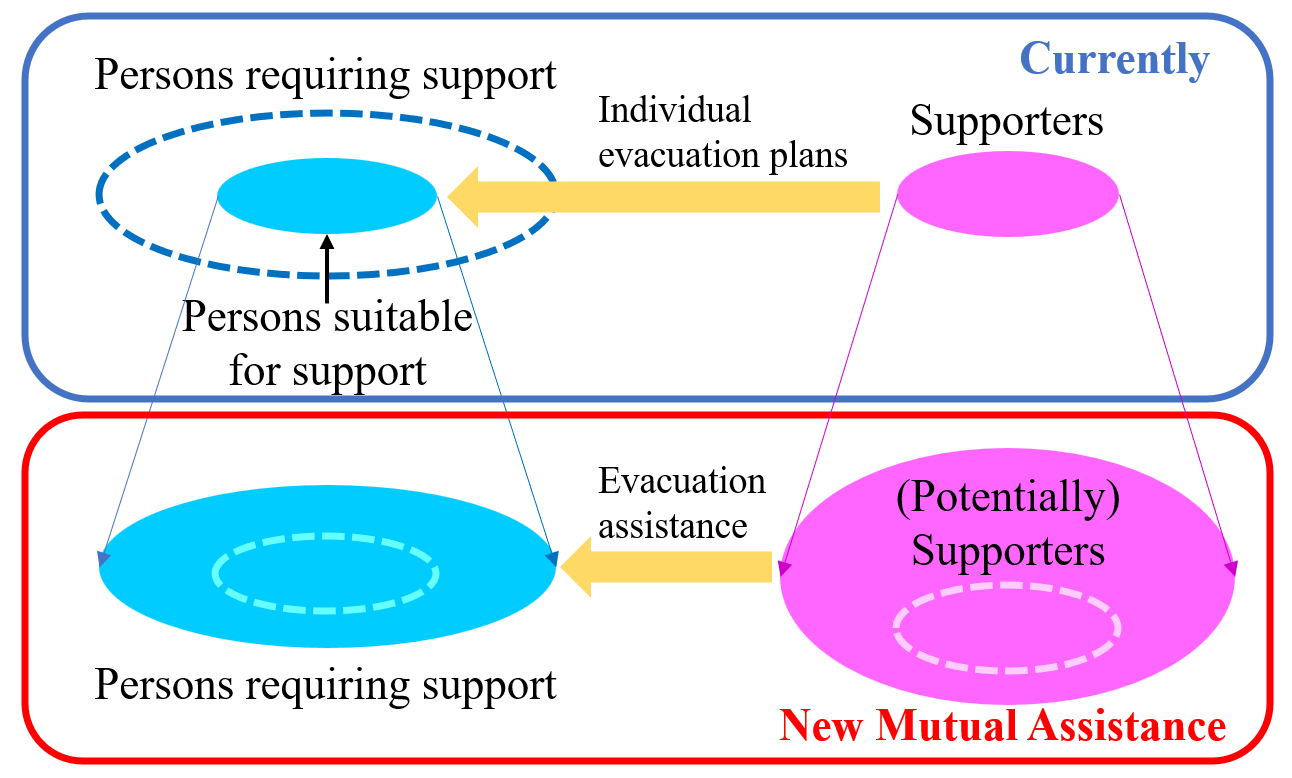 Currently
Persons requiring support
Individual
evacuation plans
Supporters
Persons suitable
for support
Evacuation
assistance
(Potentially)
Supporters
Persons requiring support
New Mutual Assistance